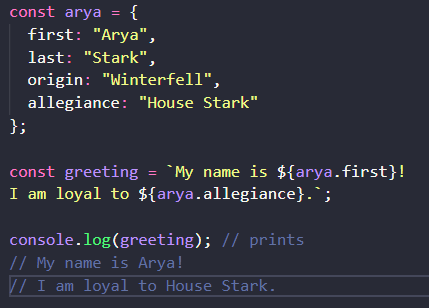 const arya = {
  first: "Arya",
  last: "Stark",
  origin: "Winterfell",
  allegiance: "House Stark"
};

const greeting = `My name is ${arya.first}!
I am loyal to ${arya.allegiance}.`;

console.log(greeting); // prints
// My name is Arya!
// I am loyal to House Stark.